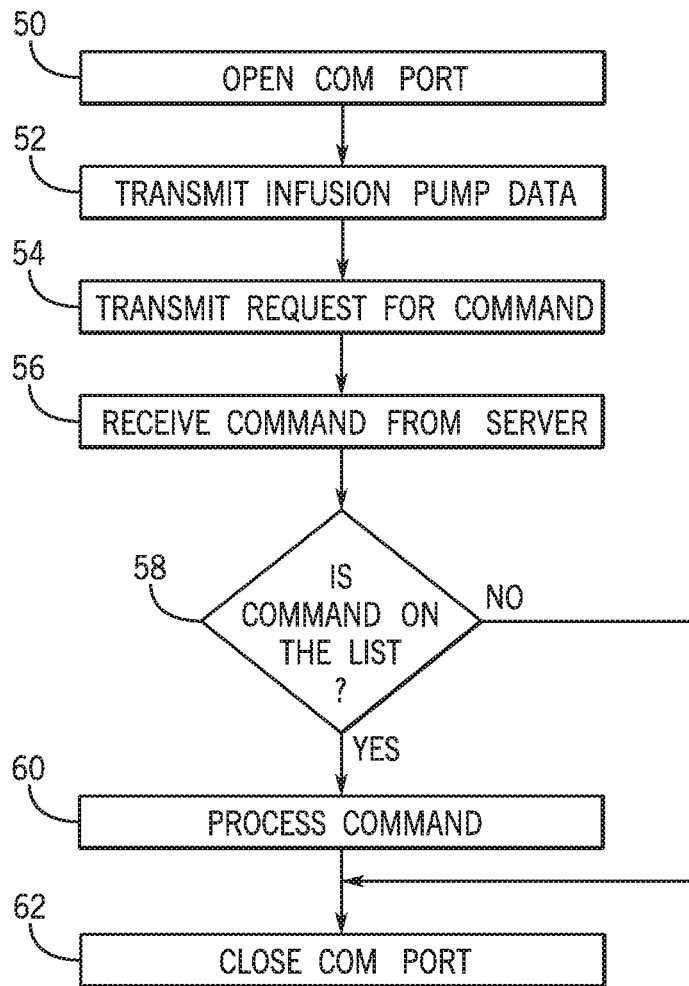 50
OPEN COM PORT
52
TRANSMIT INFUSION PUMP DATA
54
TRANSMIT REQUEST FOR COMMAND
56
RECEIVE COMMAND FROM SERVER
58
IS
COMMAND ON
THE LIST
?
NO
YES
60
PROCESS COMMAND
62
CLOSE COM PORT